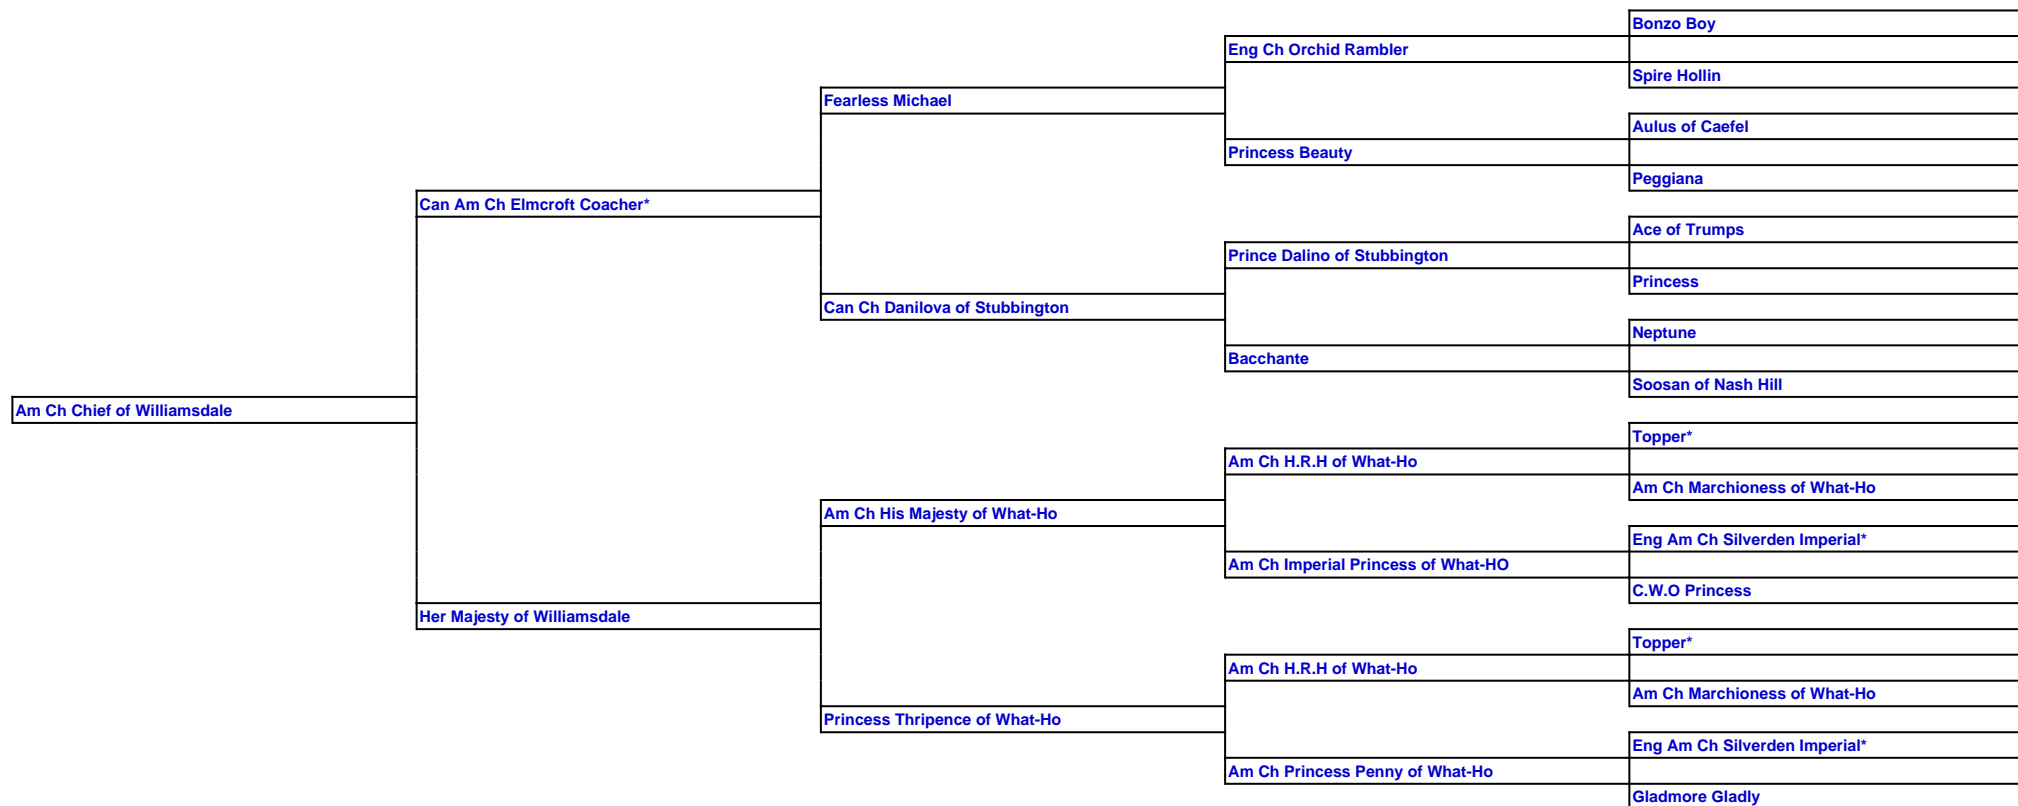 Bonzo Boy
Eng Ch Orchid Rambler
Spire Hollin
Fearless Michael
Aulus of Caefel
Princess Beauty
Peggiana
Can Am Ch Elmcroft Coacher*
Ace of Trumps
Prince Dalino of Stubbington
Princess
Can Ch Danilova of Stubbington
Neptune
Bacchante
Soosan of Nash Hill
Am Ch Chief of Williamsdale
Topper*
Am Ch H.R.H of What-Ho
Am Ch Marchioness of What-Ho
Am Ch His Majesty of What-Ho
Eng Am Ch Silverden Imperial*
Am Ch Imperial Princess of What-HO
C.W.O Princess
Her Majesty of Williamsdale
Topper*
Am Ch H.R.H of What-Ho
Am Ch Marchioness of What-Ho
Princess Thripence of What-Ho
Eng Am Ch Silverden Imperial*
Am Ch Princess Penny of What-Ho
Gladmore Gladly